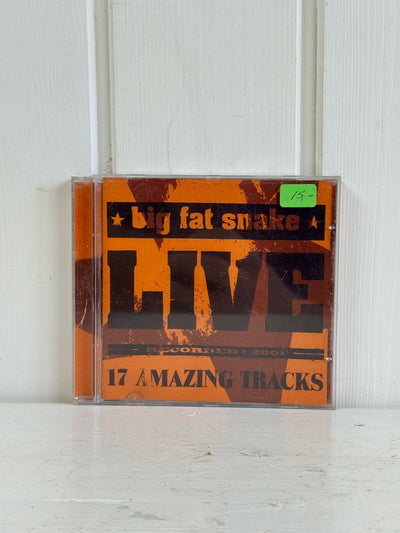 15,-
★ big fat snake ★
LIVE
RECORDED • 2001
17 AMAZING TRACKS